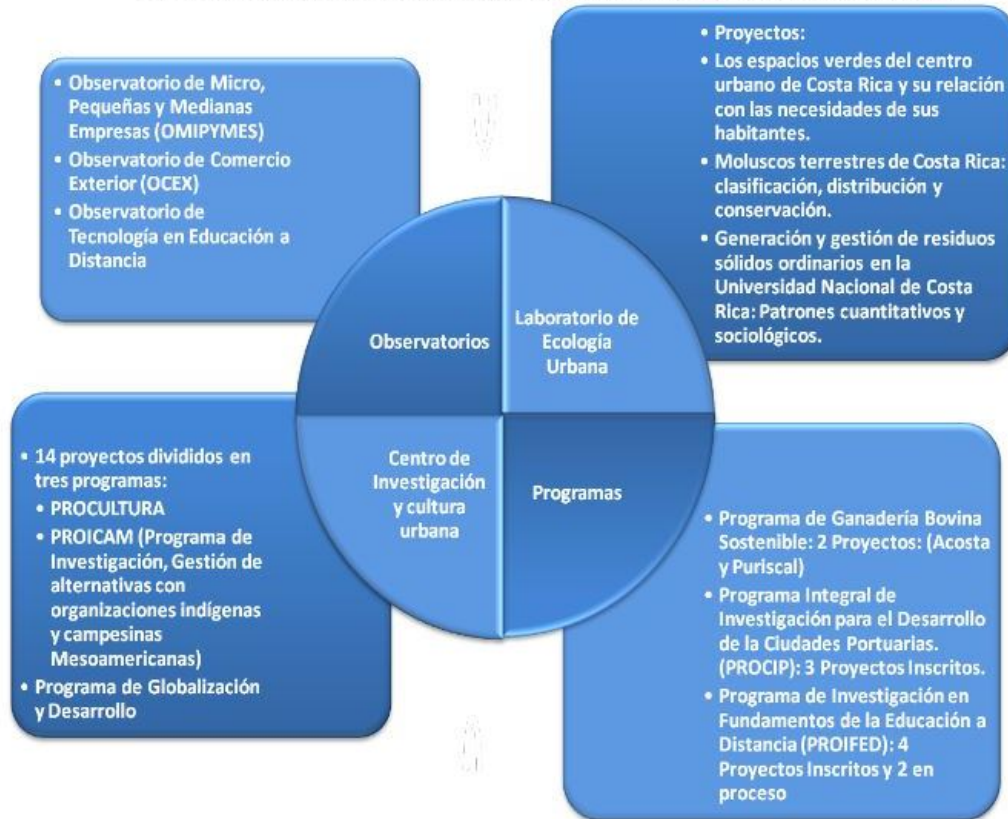 • Observatorio de Micro,
Pequeñas y Medianas
Empresas (OMIPYMES)
• Observatorio de Comercio
Exterior (OCEX)
• Observatorio de
Tecnología en Educación a
Distancia
• Proyectos:
• Los espacios verdes del centro
urbano de Costa Rica y su relación
con las necesidades de sus
habitantes.
• Moluscos terrestres de Costa Rica:
clasificación, distribución y
conservación.
• Generación y gestión de residuos
sólidos ordinarios en la
Universidad Nacional de Costa
Rica: Patrones cuantitativos y
sociológicos.
Observatorios
Laboratorio de
Ecología
Urbana
Centro de
Investigación
y cultura
urbana
Programas
• 14 proyectos divididos en
tres programas:
• PROCULTURA
• PROICAM (Programa de
Investigación, Gestión de
alternativas con
organizaciones indígenas
y campesinas
Mesoamericanas)
• Programa de Globalización
y Desarrollo
• Programa de Ganadería Bovina
Sostenible: 2 Proyectos: (Acosta
y Puriscal)
• Programa Integral de
Investigación para el Desarrollo
de la Ciudades Portuarias.
(PROCIP): 3 Proyectos Inscritos.
• Programa de Investigación en
Fundamentos de la Educación a
Distancia (PROIFED): 4
Proyectos Inscritos y 2 en
proceso